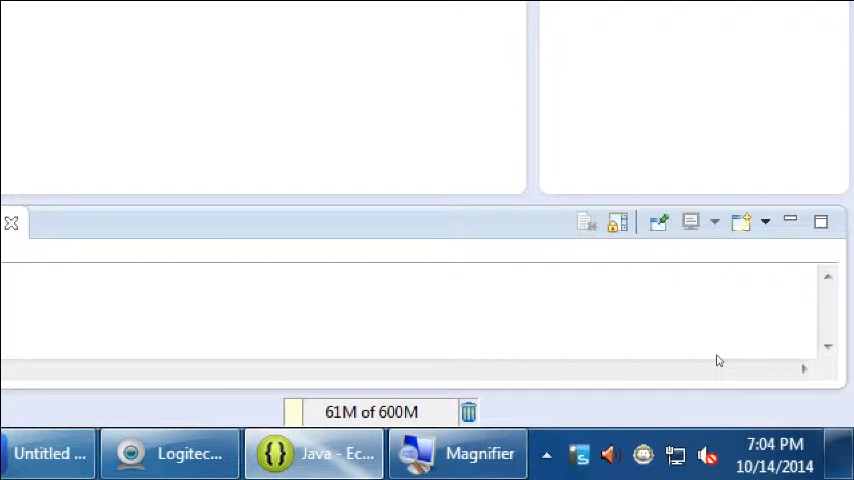 61M of 600M
Untitled ...
Logitec...
Java - Ec...
Magnifier
7:04 PM
10/14/2014